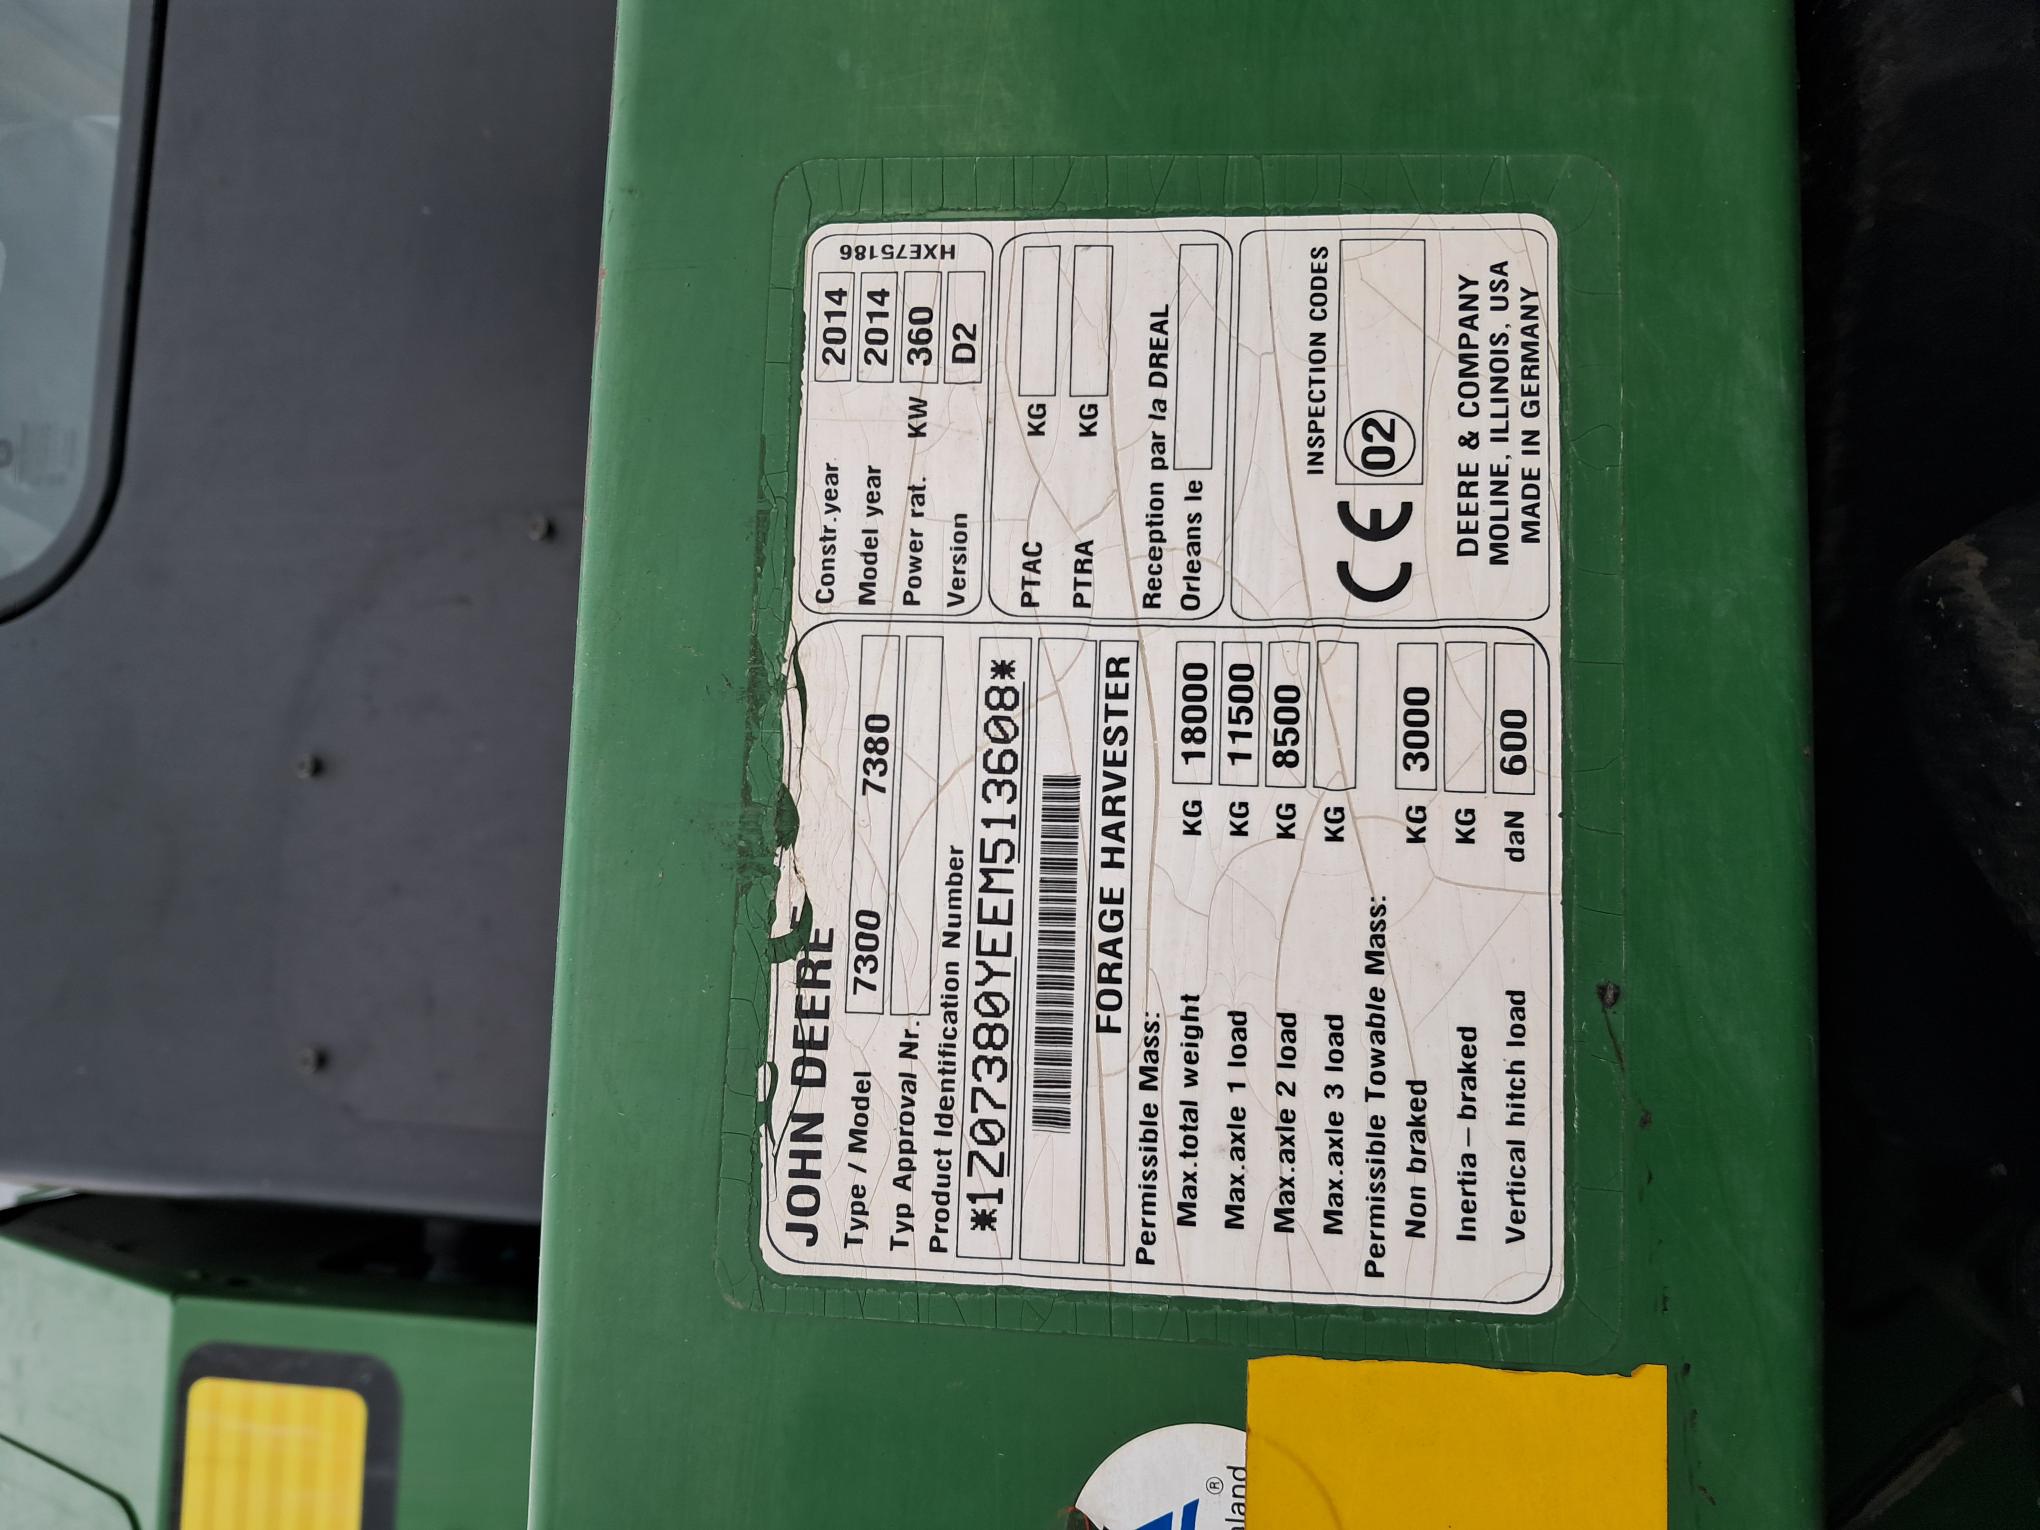 JOHN DEERE
Type / Model 7300 7380
Typ Approval Nr.
Product Identification Number
*1Z07380YEEM513608*
FORAGE HARVESTER
Permissible Mass:
Max.total weight KG 18000
Max.axle 1 load KG 11500
Max.axle 2 load KG 8500
Max.axle 3 load KG
Permissible Towable Mass:
Non braked KG 3000
Inertia – braked KG
Vertical hitch load daN 600
Constr.year 2014
Model year 2014
Power rat. KW 360
Version D2
HXE75186
PTAC KG
PTRA KG
Reception par la DREAL
Orleans le
INSPECTION CODES
CE 02
DEERE & COMPANY
MOLINE, ILLINOIS, USA
MADE IN GERMANY
®